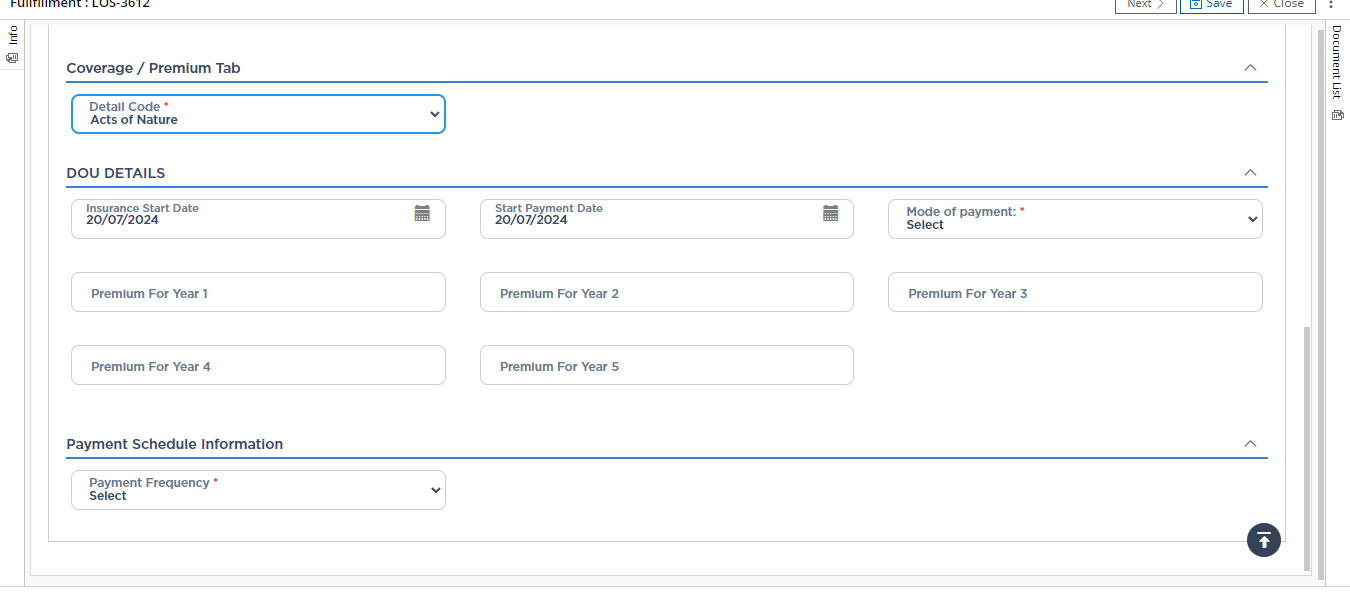 Fullfillment : LOS-3612
Next
Save
Close
Info
Document List
Coverage / Premium Tab
Detail Code *
Acts of Nature
DOU DETAILS
Insurance Start Date
20/07/2024
Start Payment Date
20/07/2024
Mode of payment: *
Select
Premium For Year 1
Premium For Year 2
Premium For Year 3
Premium For Year 4
Premium For Year 5
Payment Schedule Information
Payment Frequency *
Select